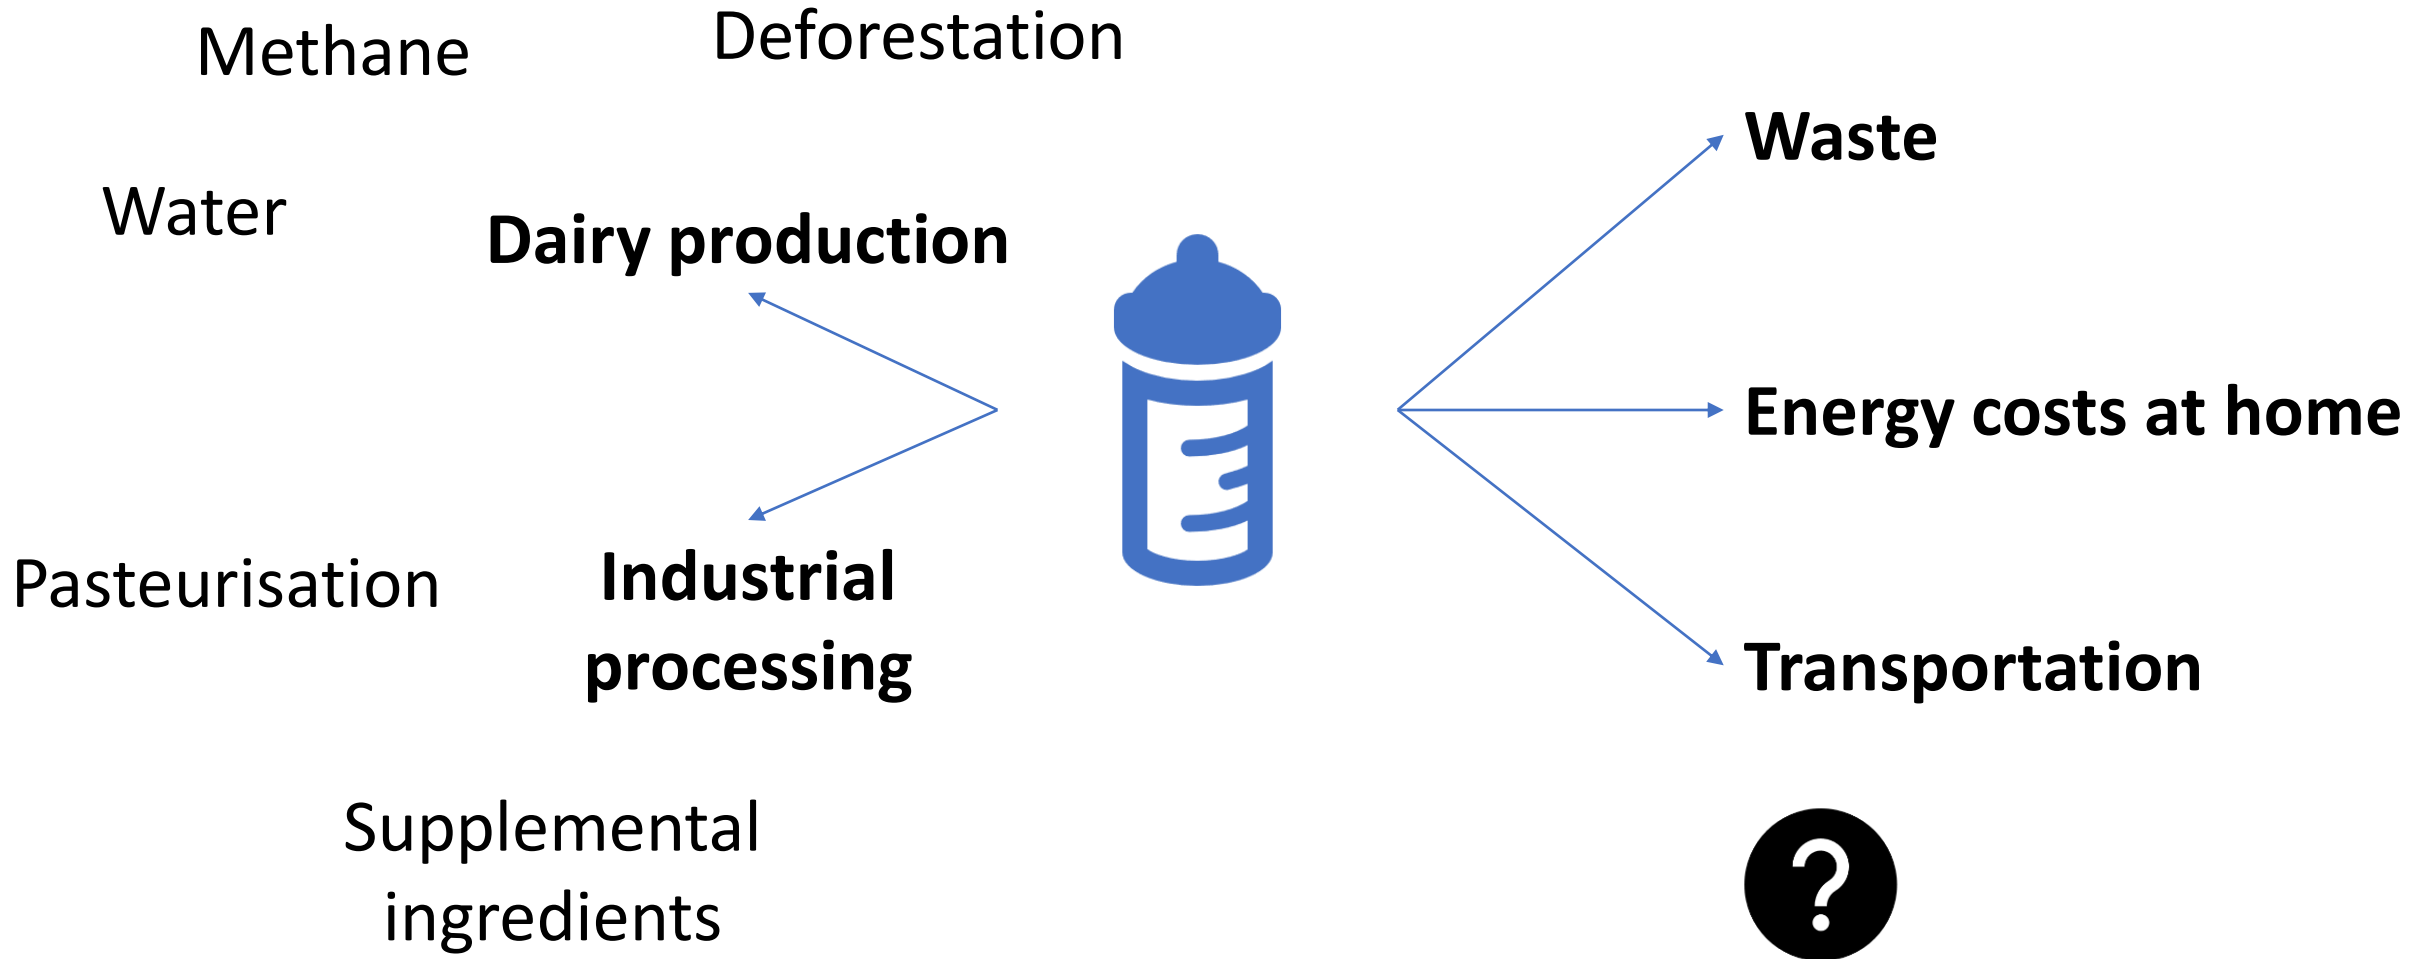 Methane
Deforestation
Waste
Water
Dairy production
Energy costs at home
Pasteurisation
Industrial
processing
Transportation
Supplemental
ingredients
?